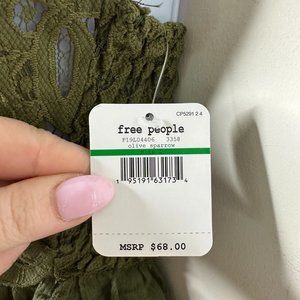 CP5291 2 4
free people
F19L04406 3358
olive sparrow
1 95191 63173 4
MSRP $68.00